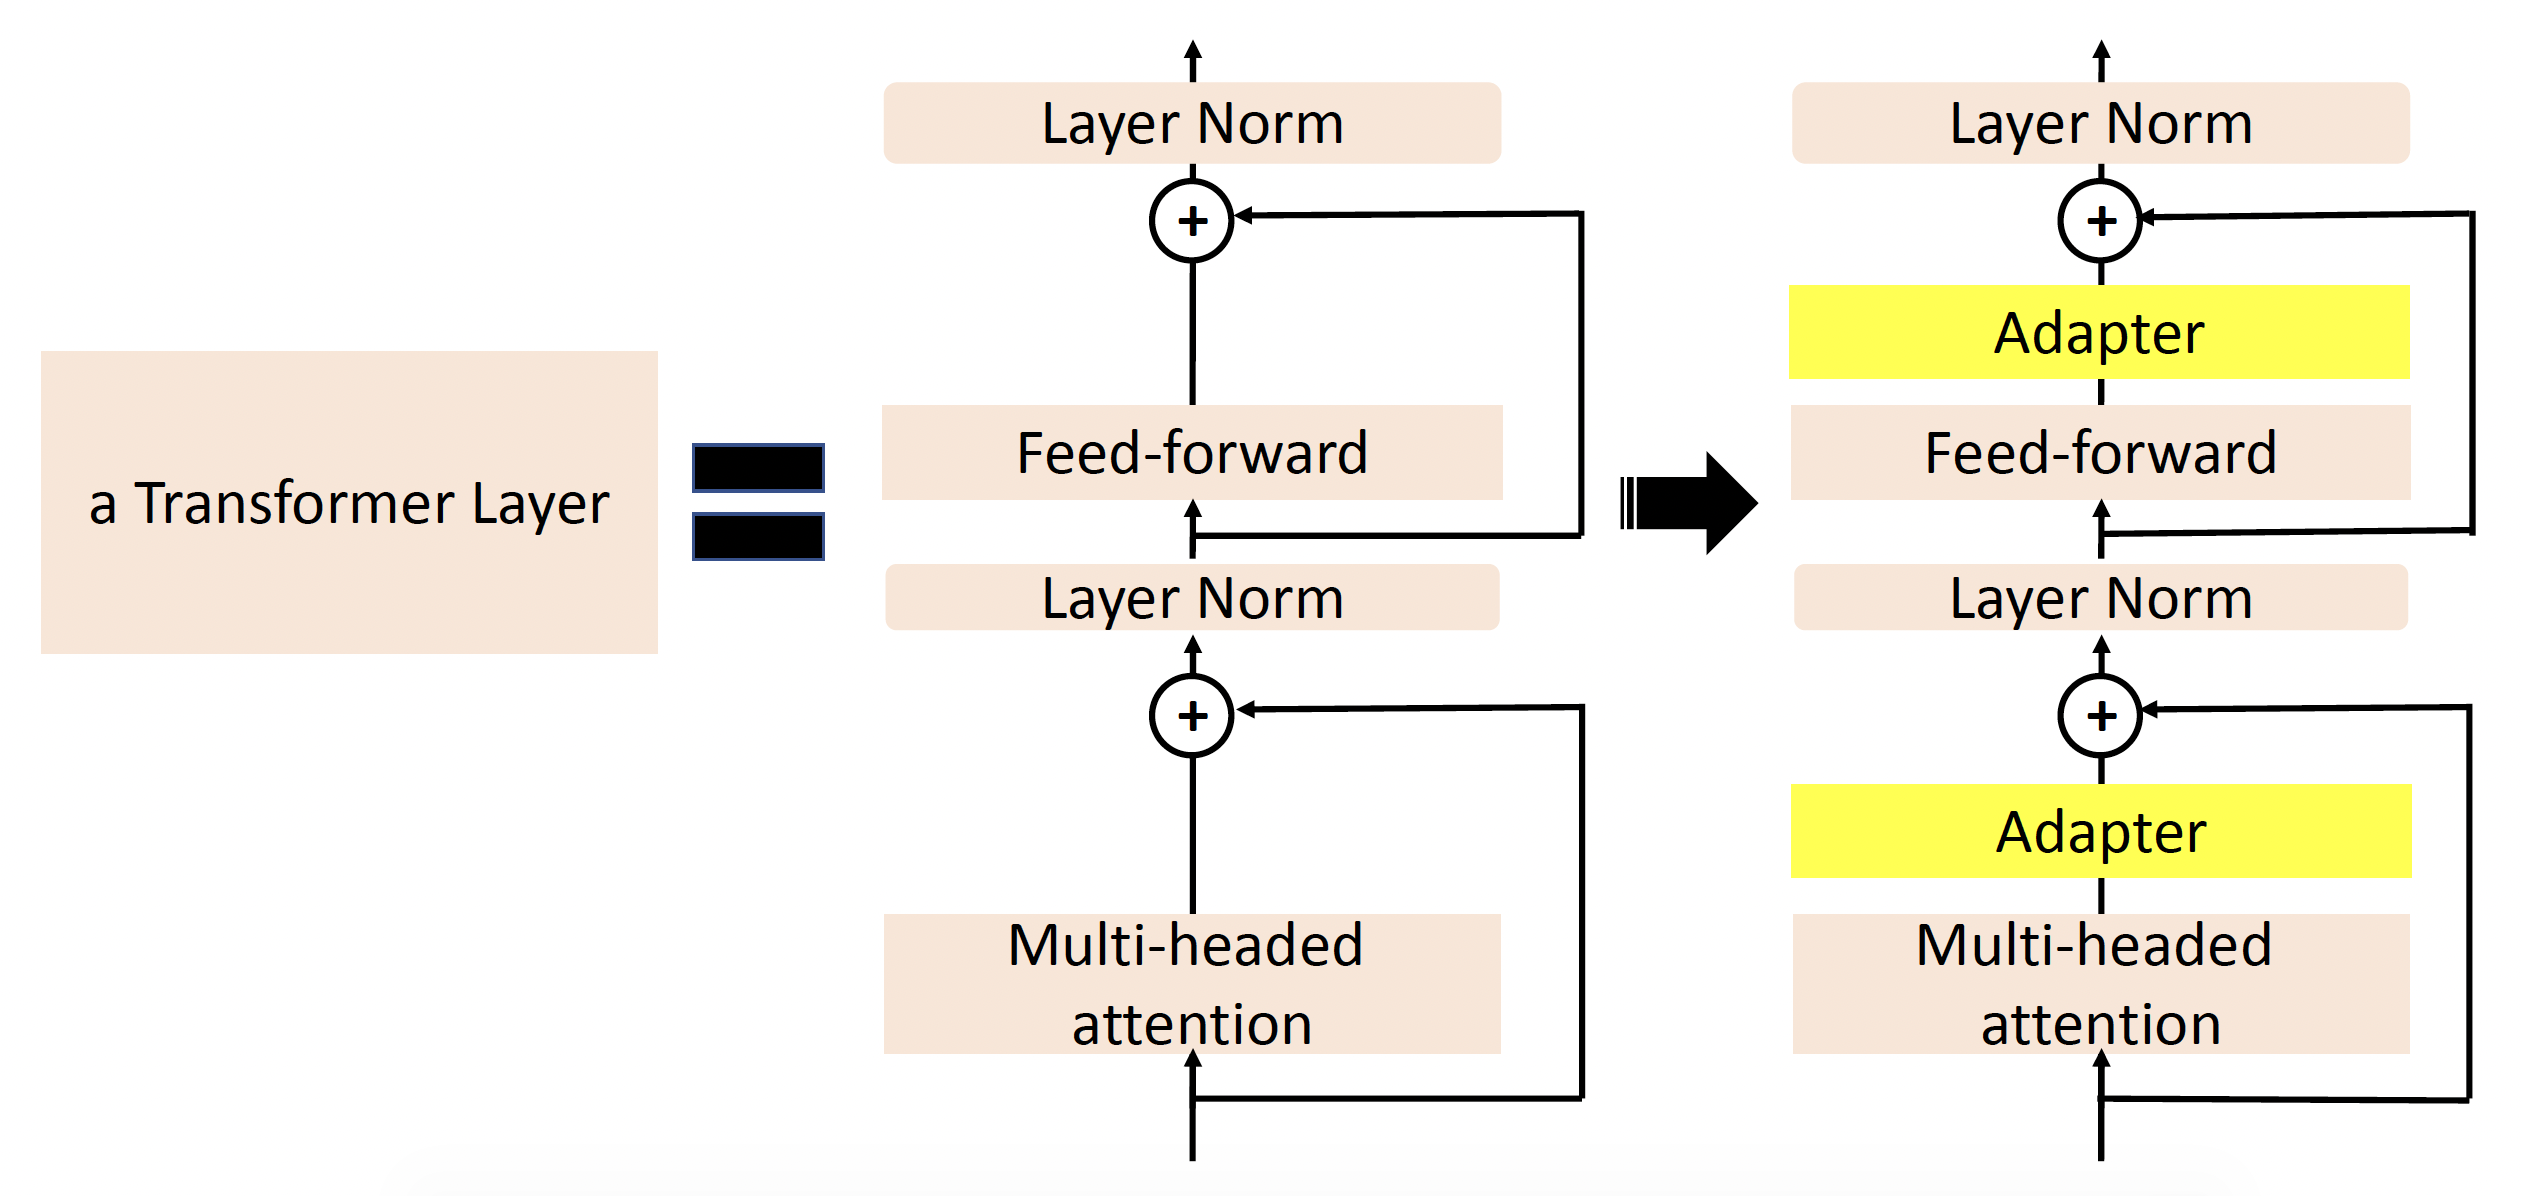 a Transformer Layer
Layer Norm
+
Feed-forward
Layer Norm
+
Multi-headed
attention
Layer Norm
+
Adapter
Feed-forward
Layer Norm
+
Adapter
Multi-headed
attention